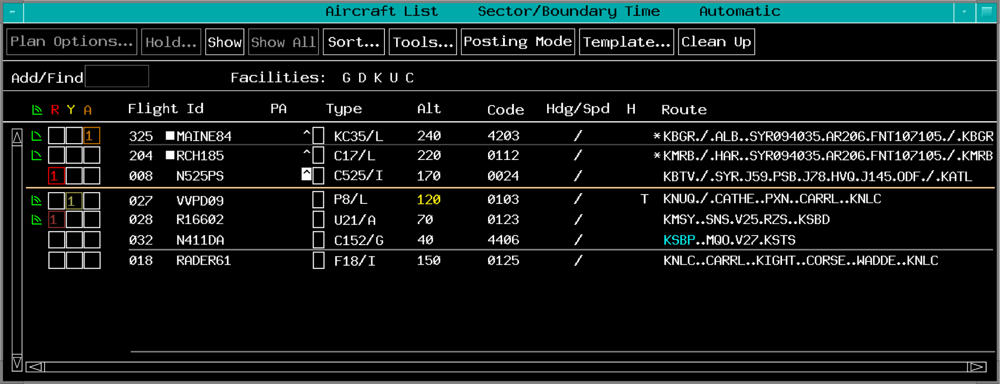 Aircraft List Sector/Boundary Time Automatic
Plan Options... Hold... Show Show All Sort... Tools... Posting Mode Template... Clean Up
Add/Find Facilities: G D K U C
R Y A Flight Id PA Type Alt Code Hdg/Spd H Route
1 325 MAINE84 ^ KC35/L 240 4203 / *KBGR./.ALB..SYR094035.AR206.FNT107105./.KBGR
204 RCH185 ^ C17/L 220 0112 / *KMRB./.HAR..SYR094035.AR206.FNT107105./.KMRB
1 008 N525PS ^ C525/I 170 0024 / KBTV./.SYR.J59.PSB.J78.HVQ.J145.ODF./.KATL
1 027 VVPD09 P8/L 120 0103 / T KNUQ./.CATHE..PXN..CARRL..KNLC
1 028 R16602 U21/A 70 0123 / KMSY..SNS.V25.RZS..KSBD
032 N411DA C152/G 40 4406 / KSBP..MQO.V27.KSTS
018 RADER61 F18/I 150 0125 / KNLC..CARRL..KIGHT..CORSE..WADDE..KNLC